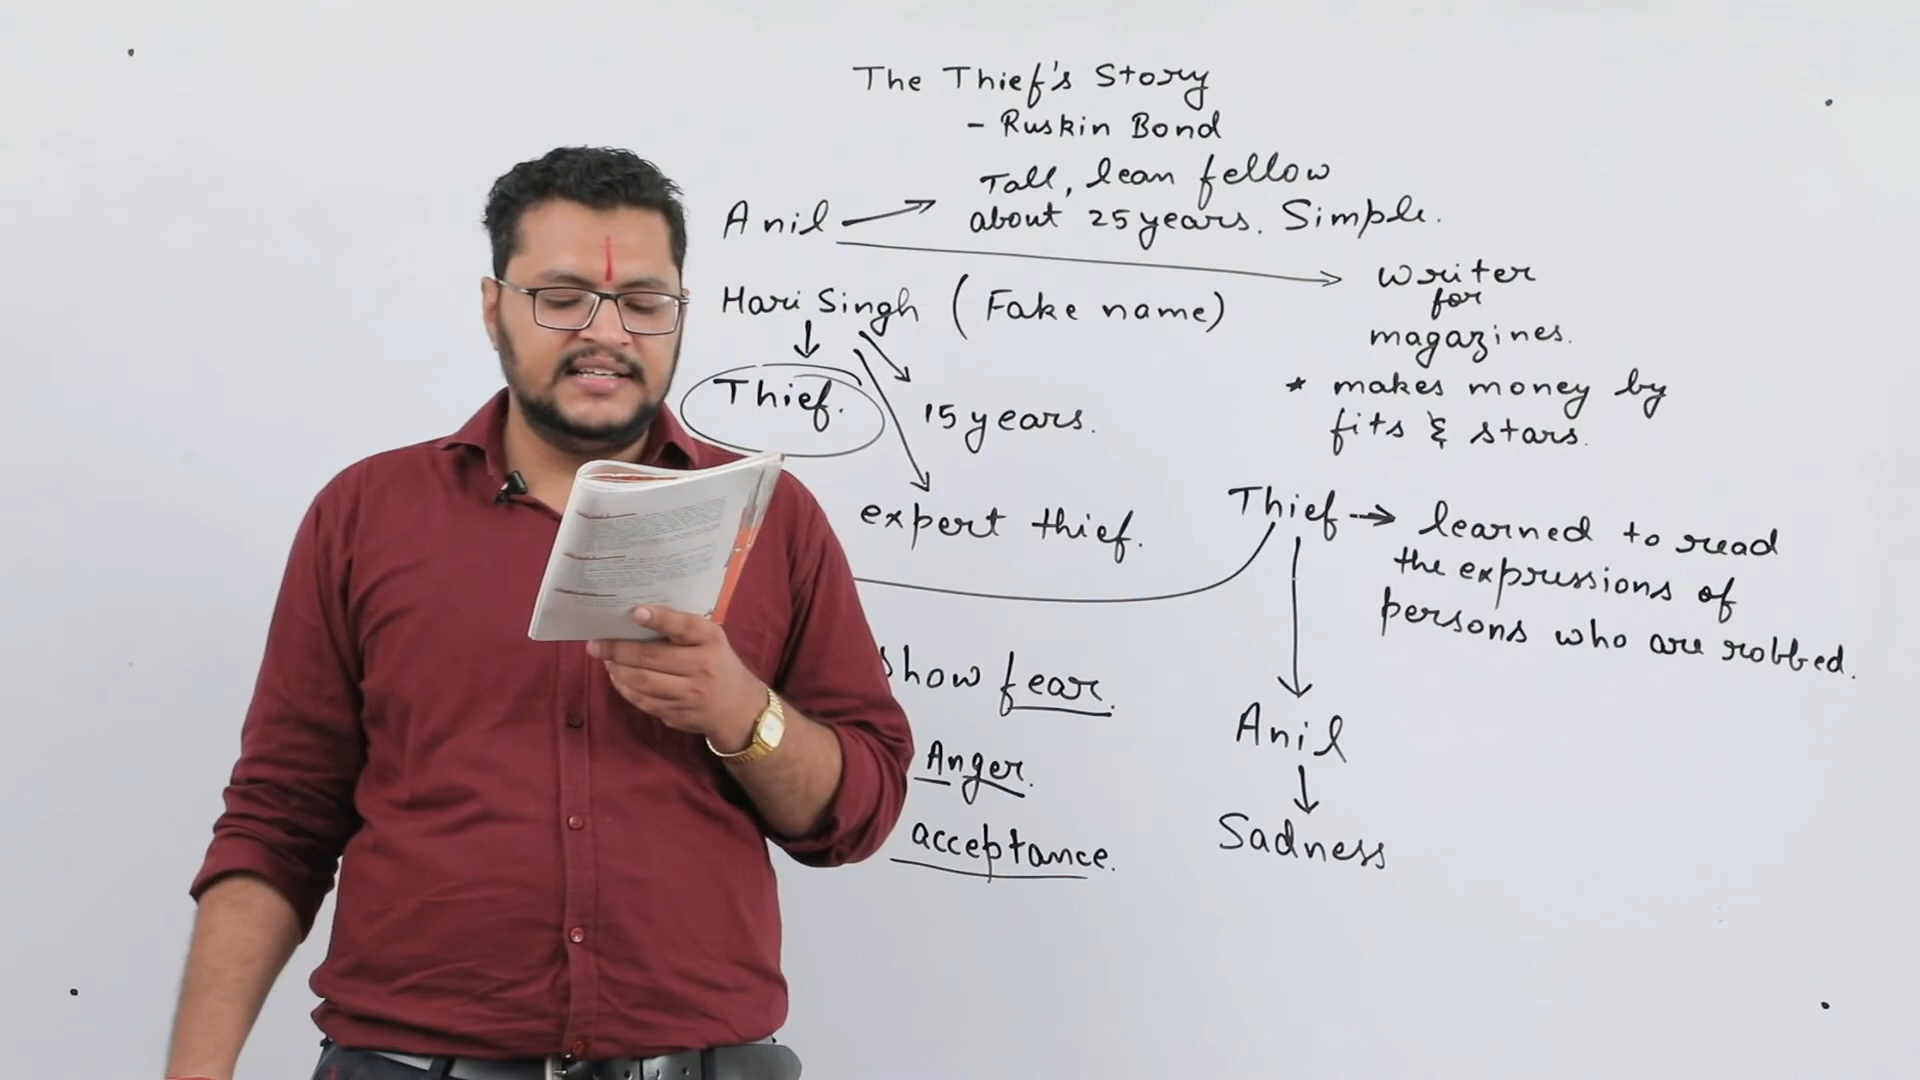 The Thief's Story
- Ruskin Bond
Anil → Tall, lean fellow
about 25 years. Simple.
→ writer
for
magazines.
* makes money by
fits & stars.
Hari Singh (Fake name)
Thief.
15 years.
expert thief.
Thief → learned to read
the expressions of
persons who are robbed.
show fear.
Anger.
acceptance.
Anil
Sadness